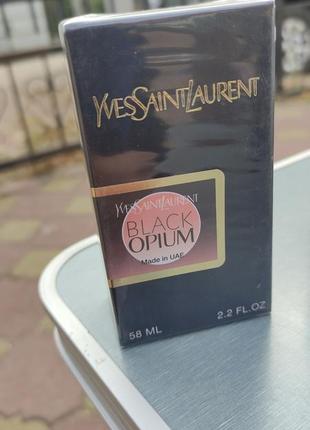 YVESSAINTLAURENT
YVESSAINTLAURENT
BLACK
OPIUM
Made in UAE
58 ML
2.2 FL.OZ